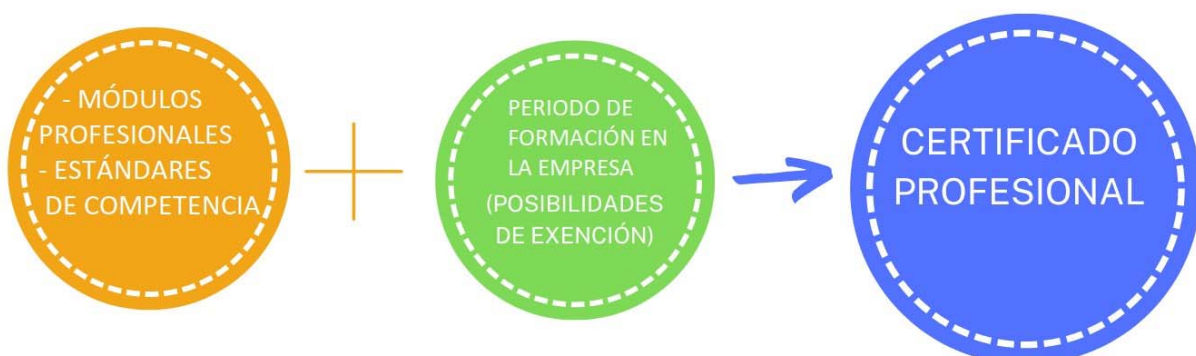 - MÓDULOS
PROFESIONALES
- ESTÁNDARES
DE COMPETENCIA
PERIODO DE
FORMACIÓN EN
LA EMPRESA
(POSIBILIDADES
DE EXENCIÓN)
CERTIFICADO
PROFESIONAL